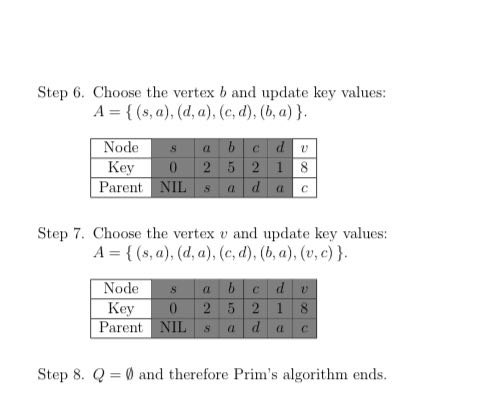 Step 6. Choose the vertex b and update key values:
A = { (s, a), (d, a), (c, d), (b, a) }.
Node s a b c d v
Key 0 2 5 2 1 8
Parent NIL s a d a c
Step 7. Choose the vertex v and update key values:
A = { (s, a), (d, a), (c, d), (b, a), (v, c) }.
Node s a b c d v
Key 0 2 5 2 1 8
Parent NIL s a d a c
Step 8. Q = ∅ and therefore Prim's algorithm ends.